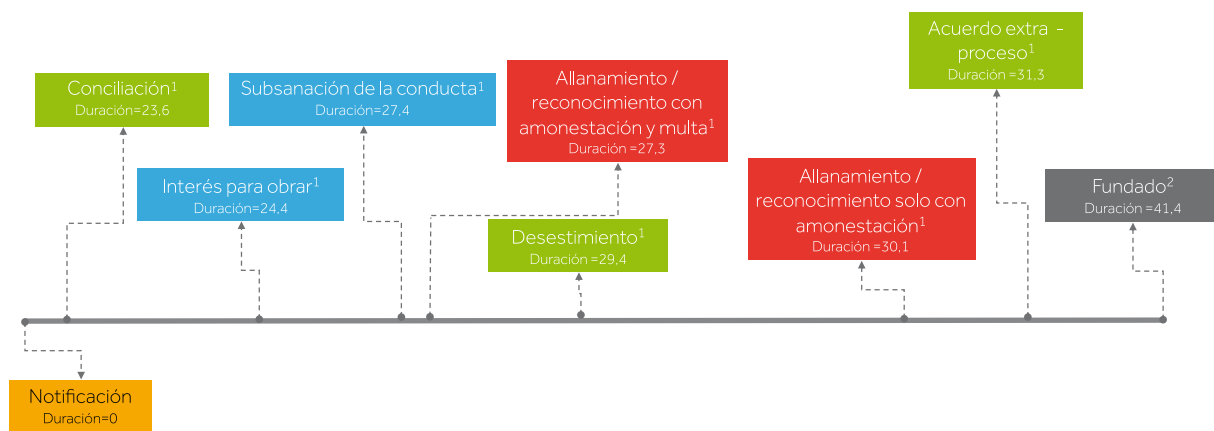 Conciliación¹
Duración=23,6
Interés para obrar¹
Duración=24,4
Subsanación de la conducta¹
Duración=27,4
Allanamiento /
reconocimiento con
amonestación y multa¹
Duración =27,3
Desestimiento¹
Duración =29,4
Allanamiento /
reconocimiento solo con
amonestación¹
Duración =30,1
Acuerdo extra -
proceso¹
Duración =31,3
Fundado²
Duración =41,4
Notificación
Duración=0